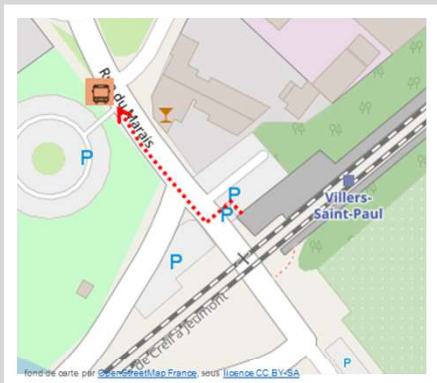 Rue du Marais
P
P
P
Villers-
Saint-Paul
P
de Creil à Jeumont
P
fond de carte par OpenStreetMap France, sous licence CC BY-SA